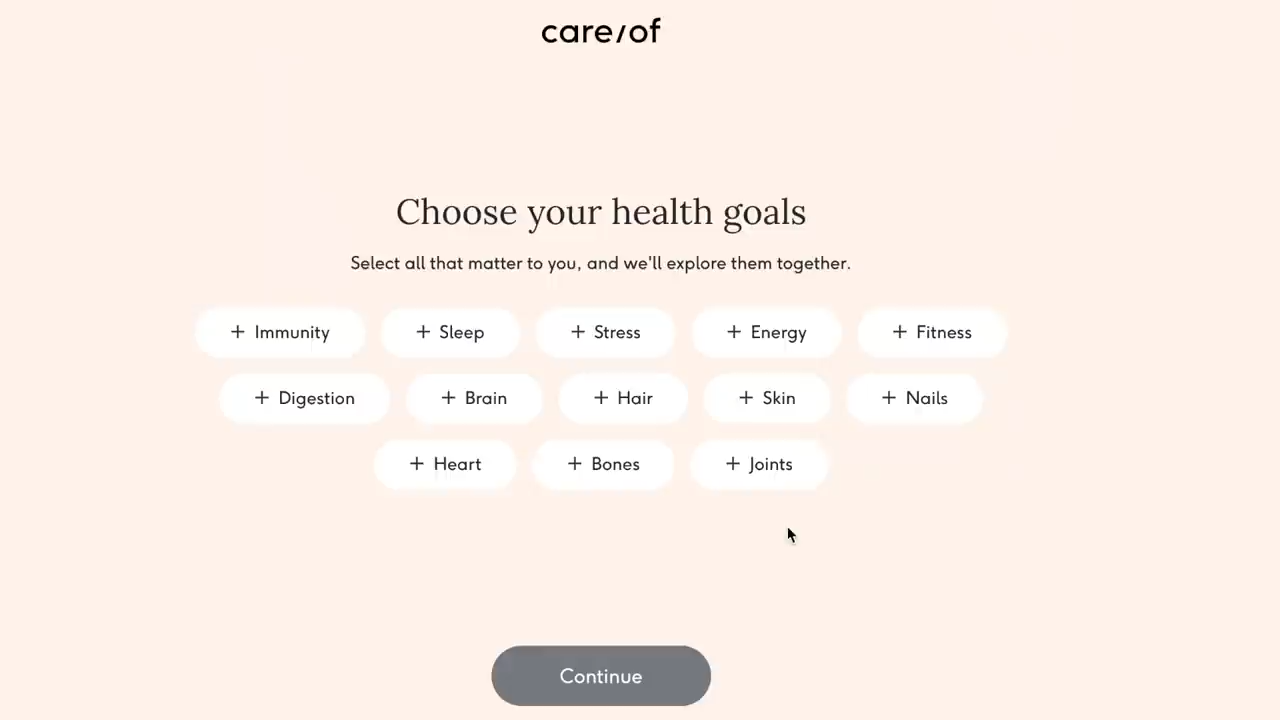 care/of
Choose your health goals
Select all that matter to you, and we'll explore them together.
+ Immunity + Sleep + Stress + Energy + Fitness
+ Digestion + Brain + Hair + Skin + Nails
+ Heart + Bones + Joints
Continue